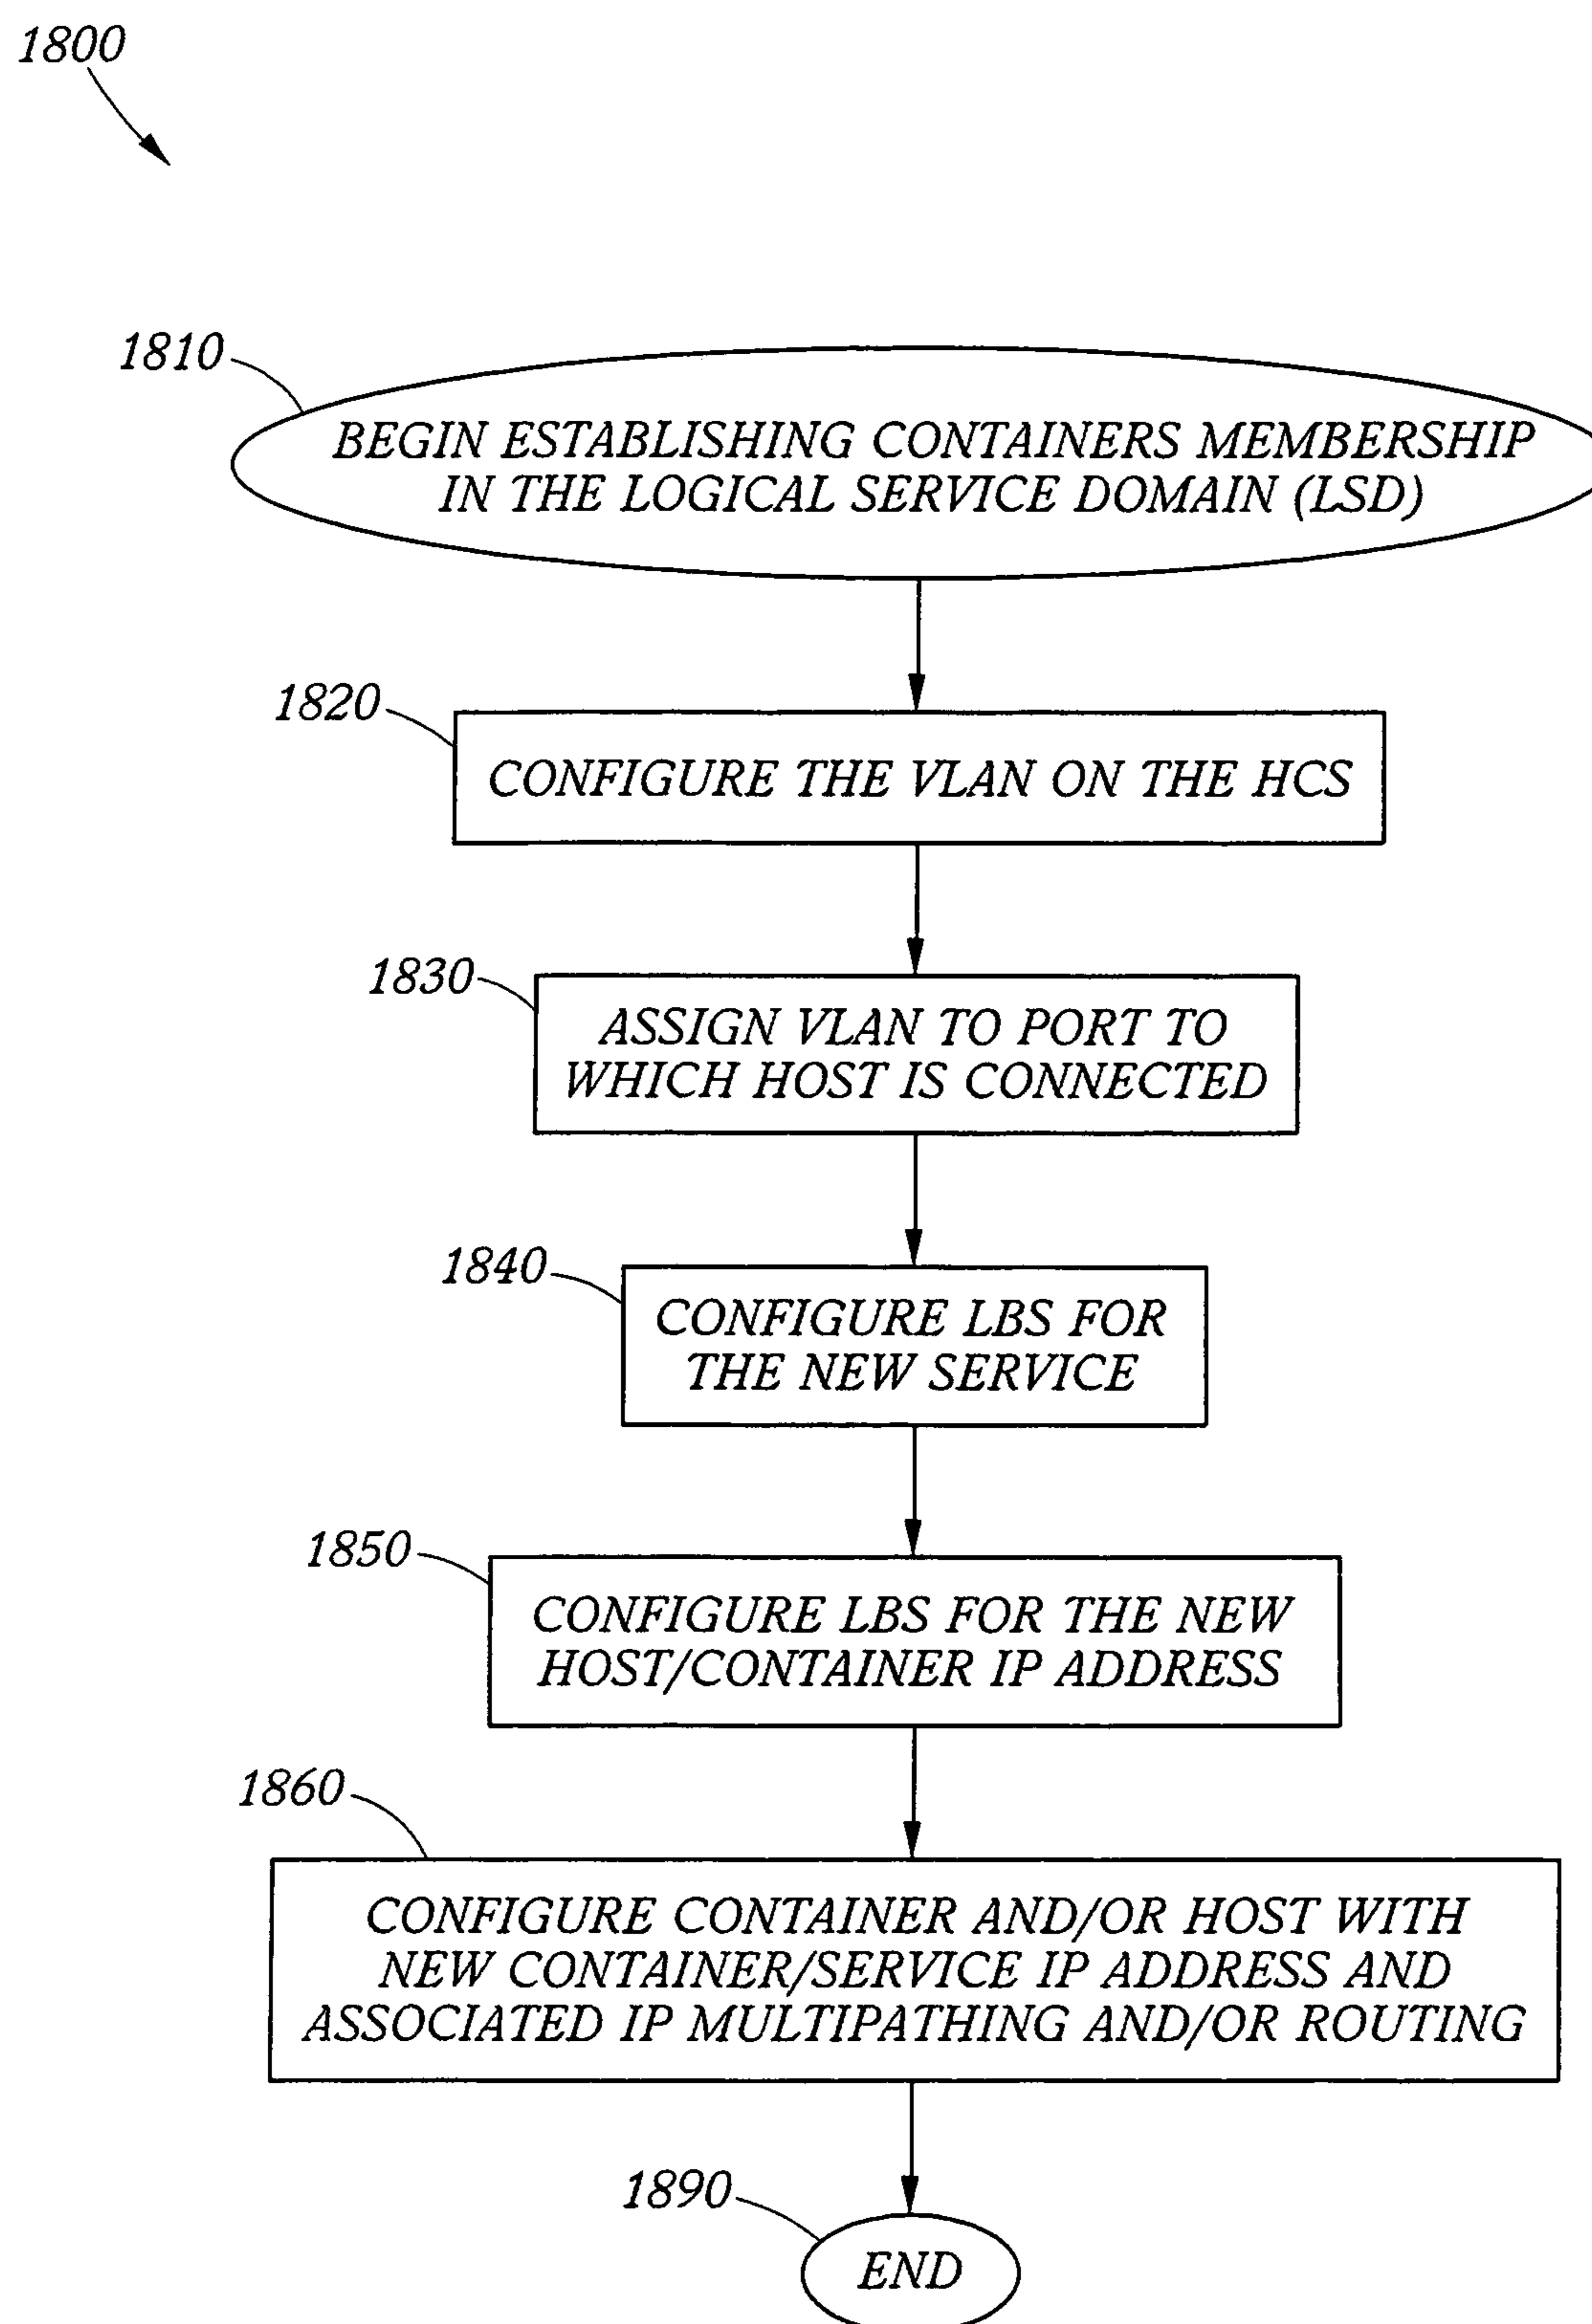 1800
1810
BEGIN ESTABLISHING CONTAINERS MEMBERSHIP
IN THE LOGICAL SERVICE DOMAIN (LSD)
1820
CONFIGURE THE VLAN ON THE HCS
1830
ASSIGN VLAN TO PORT TO
WHICH HOST IS CONNECTED
1840
CONFIGURE LBS FOR
THE NEW SERVICE
1850
CONFIGURE LBS FOR THE NEW
HOST/CONTAINER IP ADDRESS
1860
CONFIGURE CONTAINER AND/OR HOST WITH
NEW CONTAINER/SERVICE IP ADDRESS AND
ASSOCIATED IP MULTIPATHING AND/OR ROUTING
1890
END